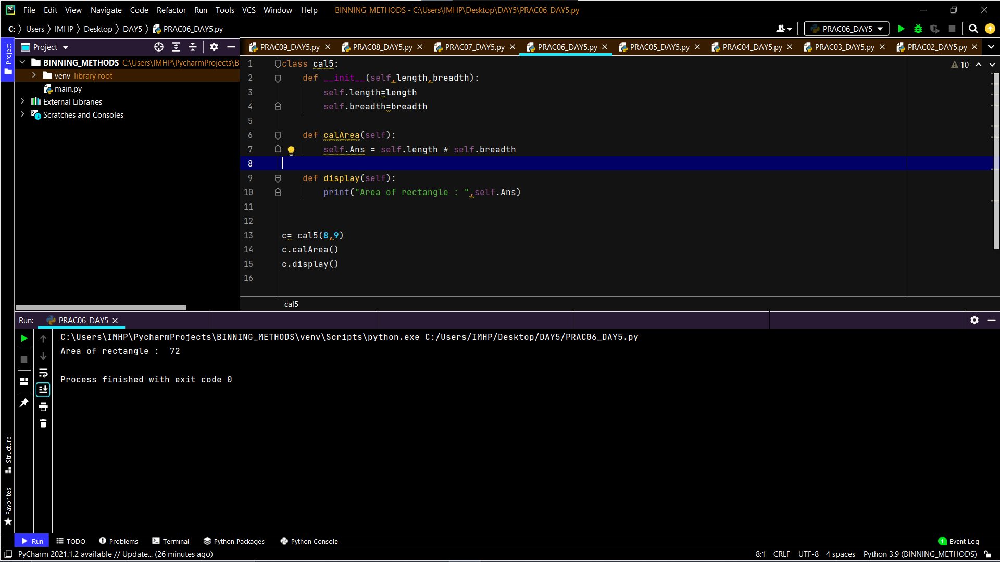 PC File Edit View Navigate Code Refactor Run Tools VCS Window Help BINNING_METHODS - C:\Users\IMHP\Desktop\DAY5\PRAC06_DAY5.py
C: Users IMHP Desktop DAY5 PRAC06_DAY5.py PRAC06_DAY5
Project PRAC09_DAY5.py PRAC08_DAY5.py PRAC07_DAY5.py PRAC06_DAY5.py PRAC05_DAY5.py PRAC04_DAY5.py PRAC03_DAY5.py PRAC02_DAY5.py
Project
BINNING_METHODS C:\Users\IMHP\PycharmProjects\B
venv library root
main.py
External Libraries
Scratches and Consoles
10
1 class cal5:
2     def __init__(self,length,breadth):
3         self.length=length
4         self.breadth=breadth
5
6     def calArea(self):
7         self.Ans = self.length * self.breadth
8
9     def display(self):
10         print("Area of rectangle : ",self.Ans)
11
12
13 c= cal5(8,9)
14 c.calArea()
15 c.display()
16
cal5
Run: PRAC06_DAY5
C:\Users\IMHP\PycharmProjects\BINNING_METHODS\venv\Scripts\python.exe C:/Users/IMHP/Desktop/DAY5/PRAC06_DAY5.py
Area of rectangle :  72
Process finished with exit code 0
Structure
Favorites
Run TODO Problems Terminal Python Packages Python Console 1 Event Log
PyCharm 2021.1.2 available // Update... (26 minutes ago) 8:1 CRLF UTF-8 4 spaces Python 3.9 (BINNING_METHODS)